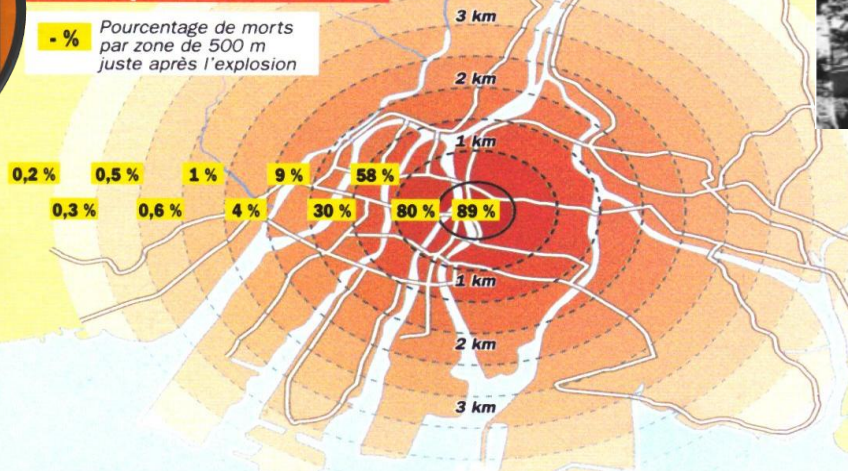 - %
Pourcentage de morts
par zone de 500 m
juste après l'explosion
3 km
2 km
1 km
0,2 % 0,5 % 1 % 9 % 58 %
0,3 % 0,6 % 4 % 30 % 80 % 89 %
1 km
2 km
3 km